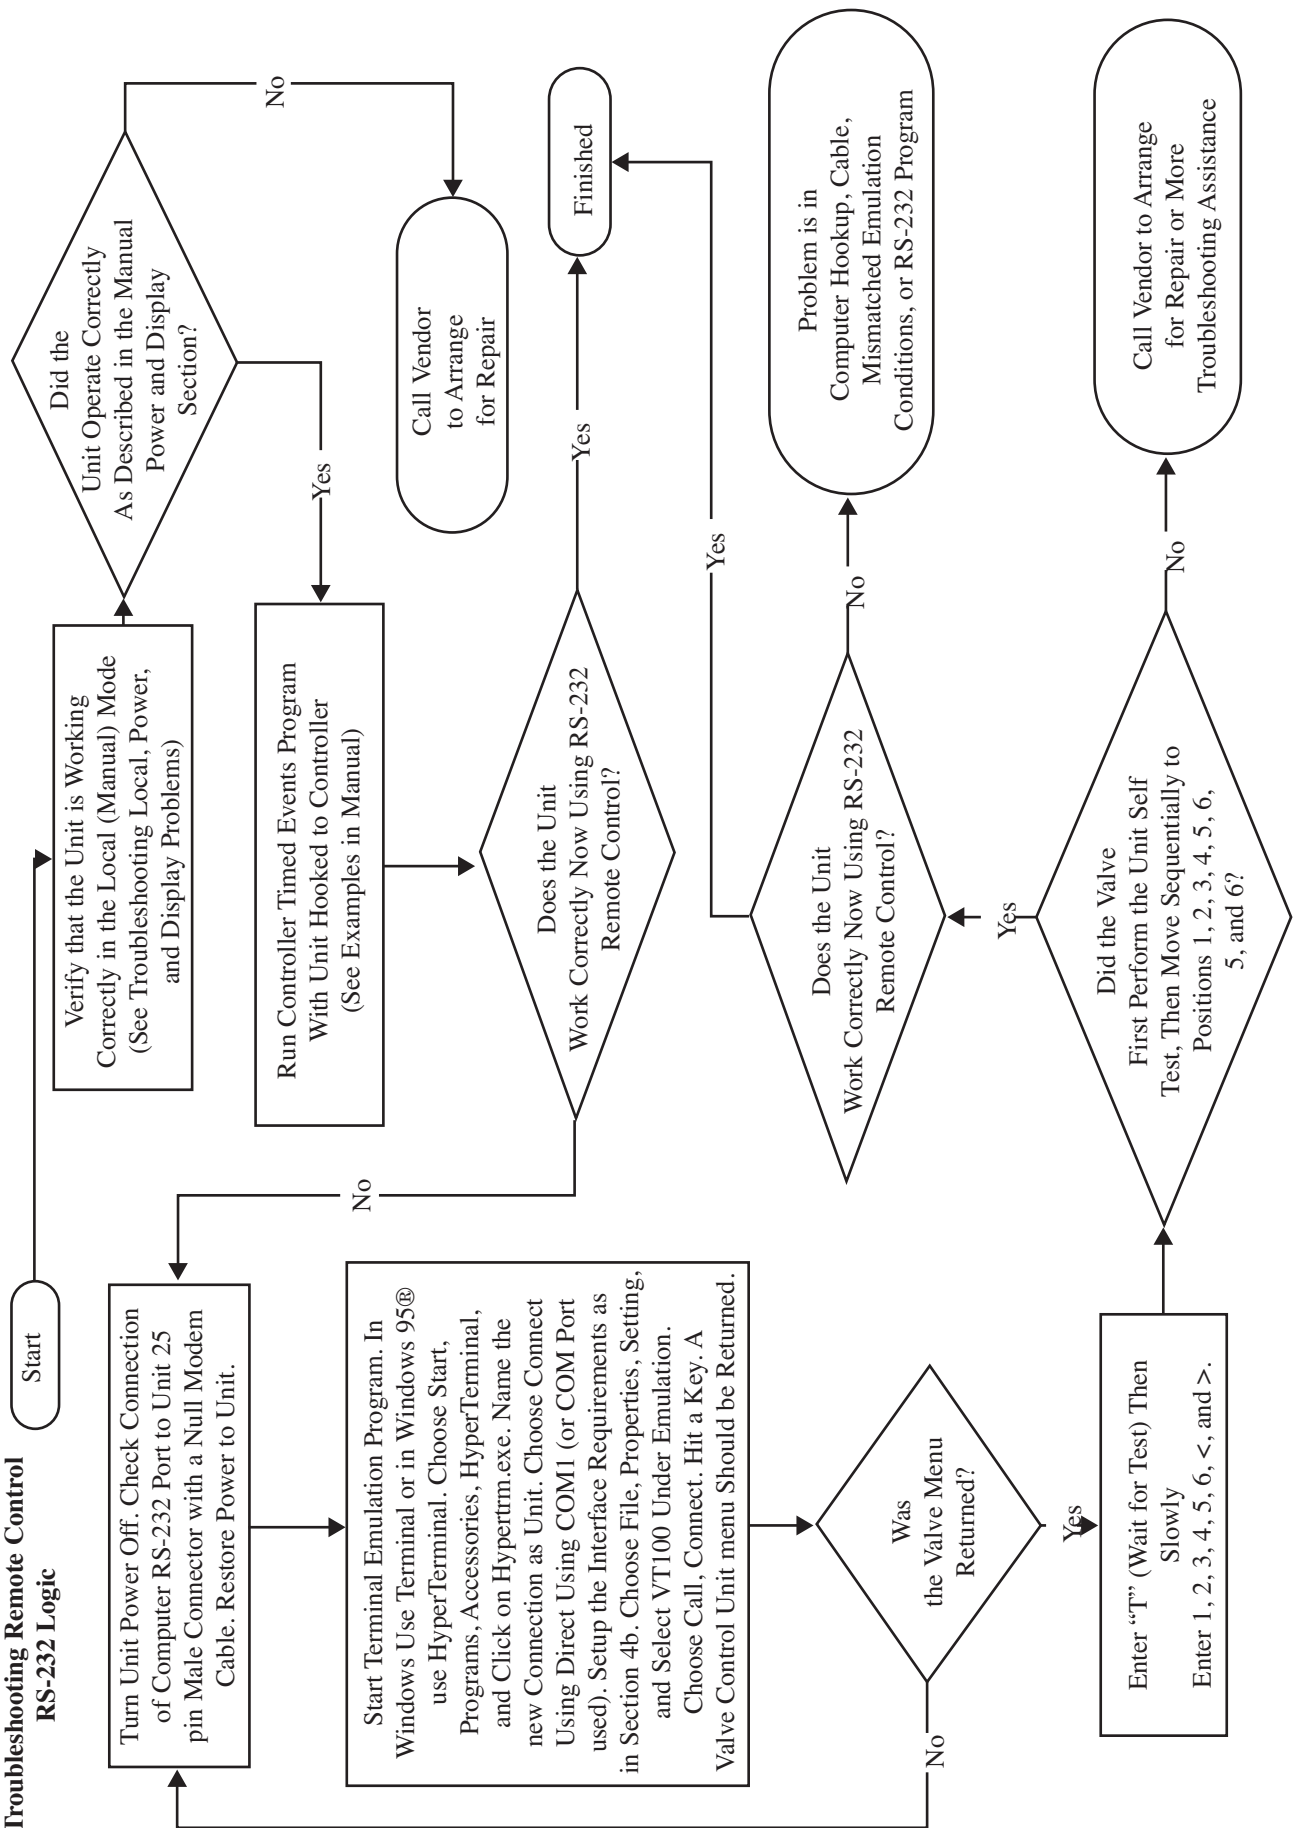 Troubleshooting Remote Control
RS-232 Logic
Start
Verify that the Unit is Working
Correctly in the Local (Manual) Mode
(See Troubleshooting Local, Power,
and Display Problems)
Did the
Unit Operate Correctly
As Described in the Manual
Power and Display
Section?
No
Call Vendor
to Arrange
for Repair
Yes
Run Controller Timed Events Program
With Unit Hooked to Controller
(See Examples in Manual)
Does the Unit
Work Correctly Now Using RS-232
Remote Control?
Yes
Finished
No
Turn Unit Power Off. Check Connection
of Computer RS-232 Port to Unit 25
pin Male Connector with a Null Modem
Cable. Restore Power to Unit.
Start Terminal Emulation Program. In
Windows Use Terminal or in Windows 95®
use HyperTerminal. Choose Start,
Programs, Accessories, HyperTerminal,
and Click on Hypertrm.exe. Name the
new Connection as Unit. Choose Connect
Using Direct Using COM1 (or COM Port
used). Setup the Interface Requirements as
in Section 4b. Choose File, Properties, Setting,
and Select VT100 Under Emulation.
Choose Call, Connect. Hit a Key. A
Valve Control Unit menu Should be Returned.
Was
the Valve Menu
Returned?
No
Yes
Enter “T” (Wait for Test) Then
Slowly
Enter 1, 2, 3, 4, 5, 6, <, and >.
Did the Valve
First Perform the Unit Self
Test, Then Move Sequentially to
Positions 1, 2, 3, 4, 5, 6,
5, and 6?
No
Call Vendor to Arrange
for Repair or More
Troubleshooting Assistance
Yes
Does the Unit
Work Correctly Now Using RS-232
Remote Control?
Yes
No
Problem is in
Computer Hookup, Cable,
Mismatched Emulation
Conditions, or RS-232 Program